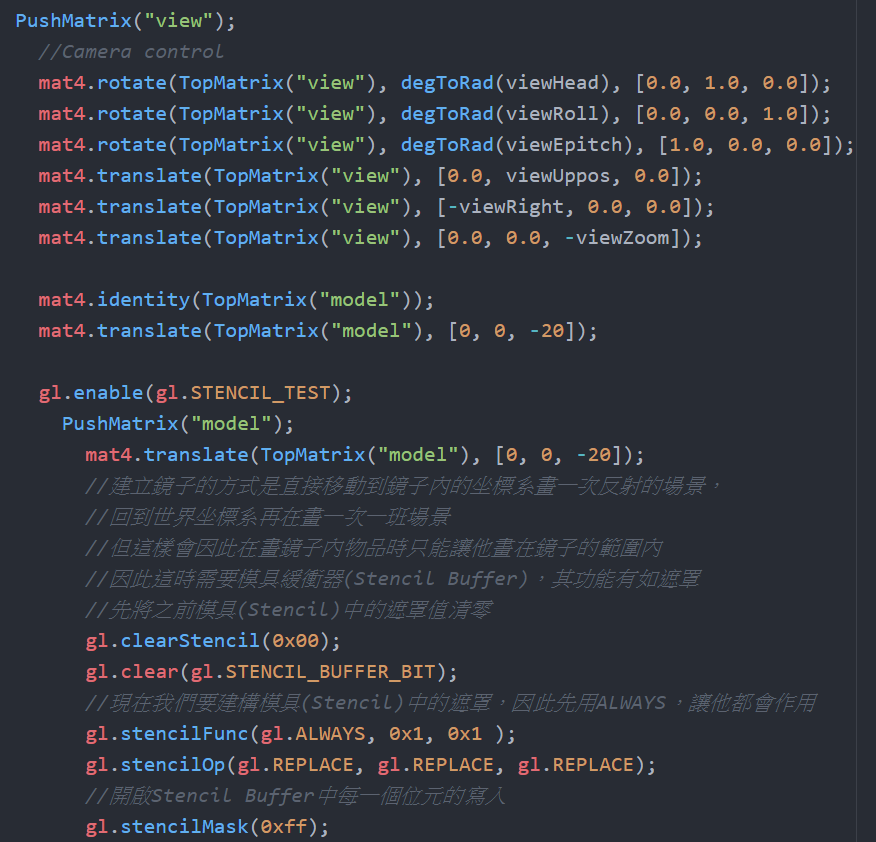 PushMatrix("view");
//Camera control
mat4.rotate(TopMatrix("view"), degToRad(viewHead), [0.0, 1.0, 0.0]);
mat4.rotate(TopMatrix("view"), degToRad(viewRoll), [0.0, 0.0, 1.0]);
mat4.rotate(TopMatrix("view"), degToRad(viewEpitch), [1.0, 0.0, 0.0]);
mat4.translate(TopMatrix("view"), [0.0, viewUppos, 0.0]);
mat4.translate(TopMatrix("view"), [-viewRight, 0.0, 0.0]);
mat4.translate(TopMatrix("view"), [0.0, 0.0, -viewZoom]);
mat4.identity(TopMatrix("model"));
mat4.translate(TopMatrix("model"), [0, 0, -20]);
gl.enable(gl.STENCIL_TEST);
PushMatrix("model");
mat4.translate(TopMatrix("model"), [0, 0, -20]);
//建立鏡子的方式是直接移動到鏡子內的坐標系畫一次反射的場景，
//回到世界坐標系再在畫一次一班場景
//但這樣會因此在畫鏡子內物品時只能讓他畫在鏡子的範圍內
//因此這時需要模具緩衝器(Stencil Buffer)，其功能有如遮罩
//先將之前模具(Stencil)中的遮罩值清零
gl.clearStencil(0x00);
gl.clear(gl.STENCIL_BUFFER_BIT);
//現在我們要建構模具(Stencil)中的遮罩，因此先用ALWAYS，讓他都會作用
gl.stencilFunc(gl.ALWAYS, 0x1, 0x1 );
gl.stencilOp(gl.REPLACE, gl.REPLACE, gl.REPLACE);
//開啟Stencil Buffer中每一個位元的寫入
gl.stencilMask(0xff);